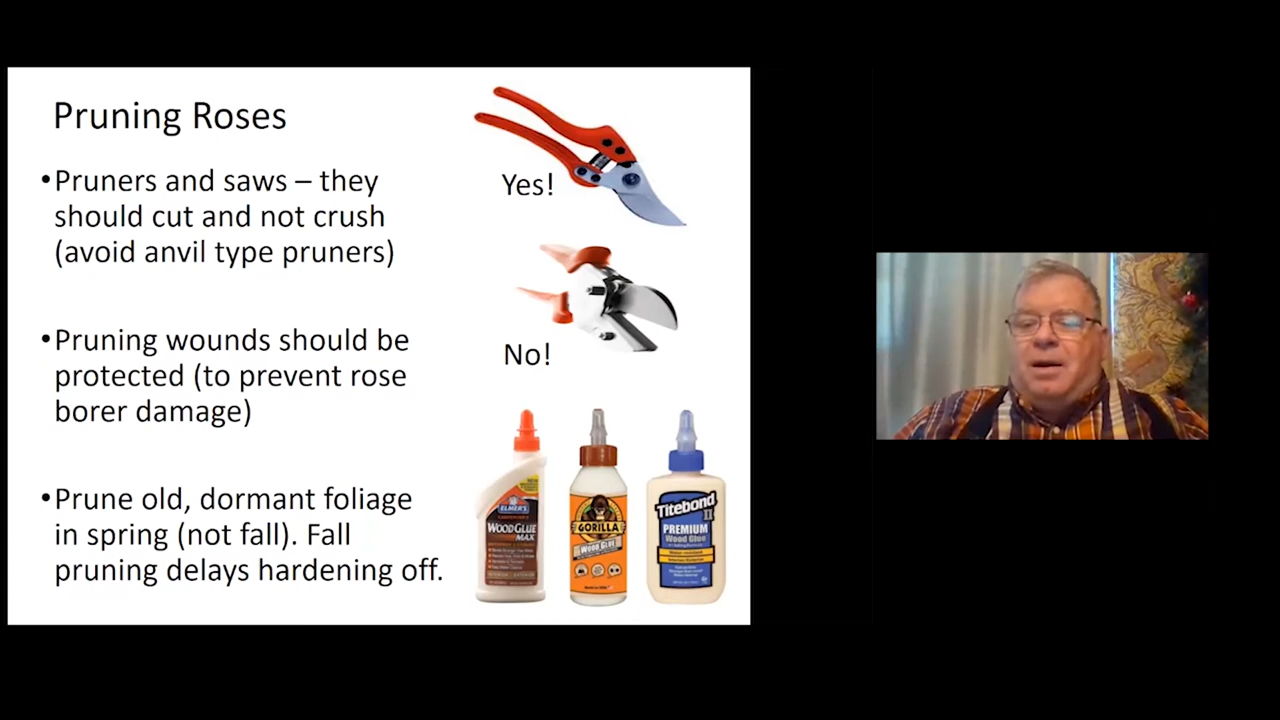 Pruning Roses
•Pruners and saws – they
should cut and not crush
(avoid anvil type pruners)
•Pruning wounds should be
protected (to prevent rose
borer damage)
•Prune old, dormant foliage
in spring (not fall). Fall
pruning delays hardening off.
Yes!
No!
ELMER'S
WOOD GLUE
MAX
GORILLA
WOOD GLUE
Titebond
II
PREMIUM
Wood Glue